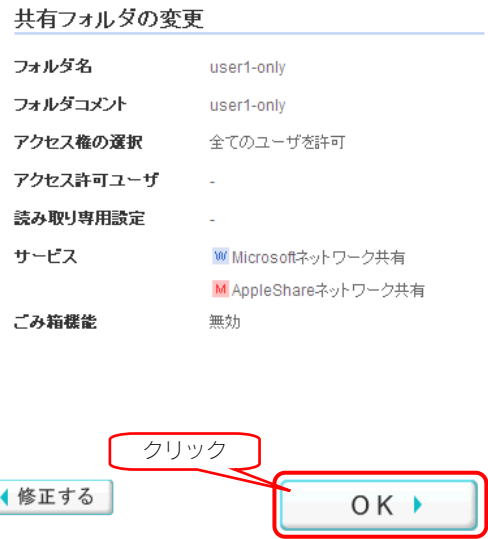 共有フォルダの変更
フォルダ名 user1-only
フォルダコメント user1-only
アクセス権の選択 全てのユーザを許可
アクセス許可ユーザ -
読み取り専用設定 -
サービス W Microsoftネットワーク共有
M AppleShareネットワーク共有
ごみ箱機能 無効
クリック
修正する
OK